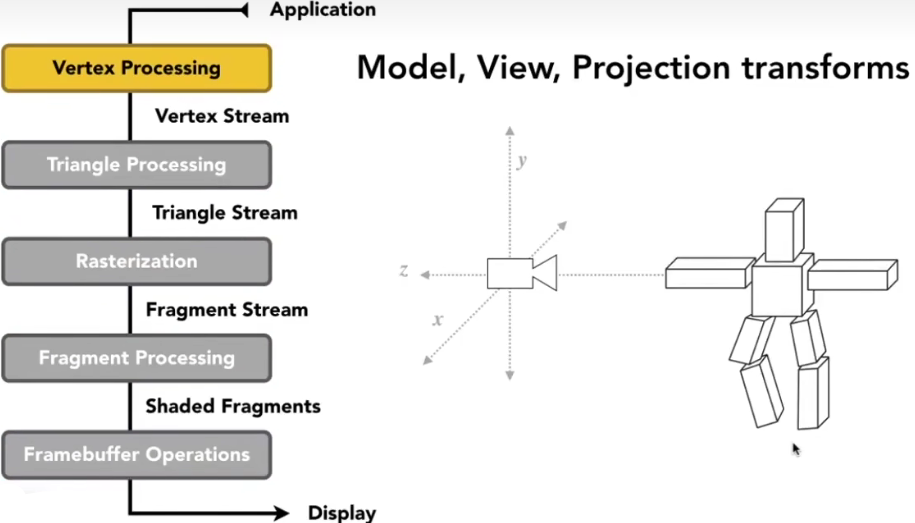 Application
Vertex Processing
Model, View, Projection transforms
Vertex Stream
Triangle Processing
y
Triangle Stream
Rasterization
z
Fragment Stream
x
Fragment Processing
Shaded Fragments
Framebuffer Operations
Display